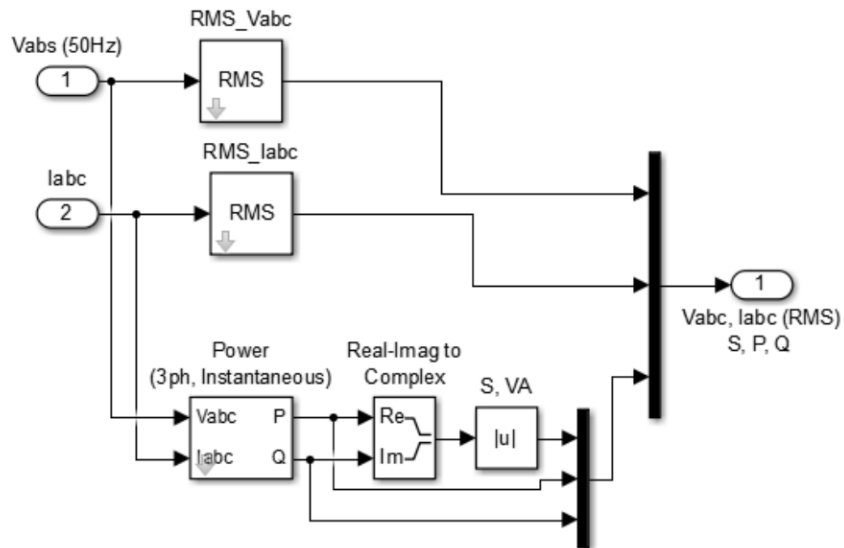 RMS_Vabc
Vabs (50Hz)
1
RMS
RMS_Iabc
Iabc
2
RMS
1
Vabc, Iabc (RMS)
S, P, Q
Power
(3ph, Instantaneous)
Real-Imag to
Complex
S, VA
Vabc
P
Iabc
Q
Re
Im
|u|